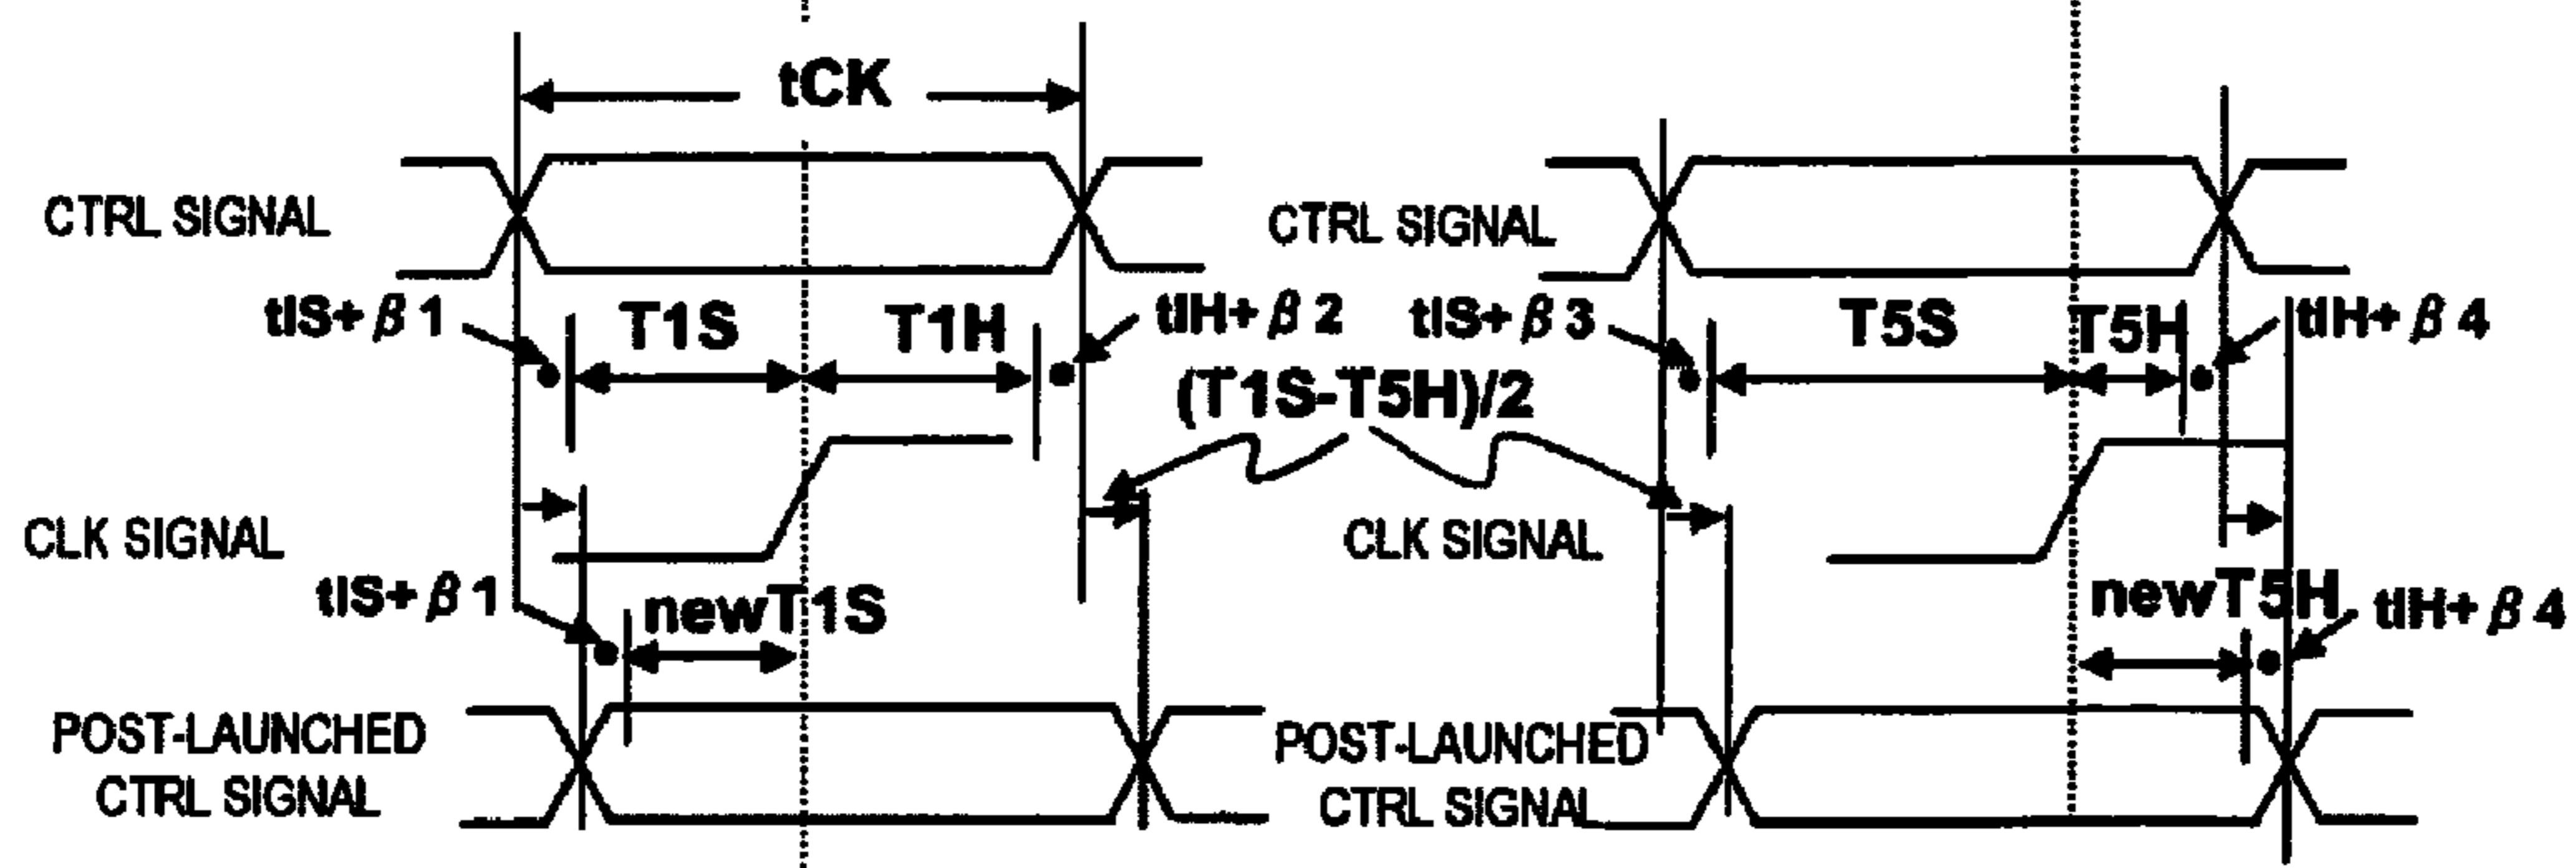 tCK
CTRL SIGNAL
CTRL SIGNAL
tIS+β1
T1S
T1H
tIH+β2
tIS+β3
T5S
T5H
tIH+β4
(T1S-T5H)/2
CLK SIGNAL
CLK SIGNAL
tIS+β1
newT1S
newT5H
tIH+β4
POST-LAUNCHED
CTRL SIGNAL
POST-LAUNCHED
CTRL SIGNAL